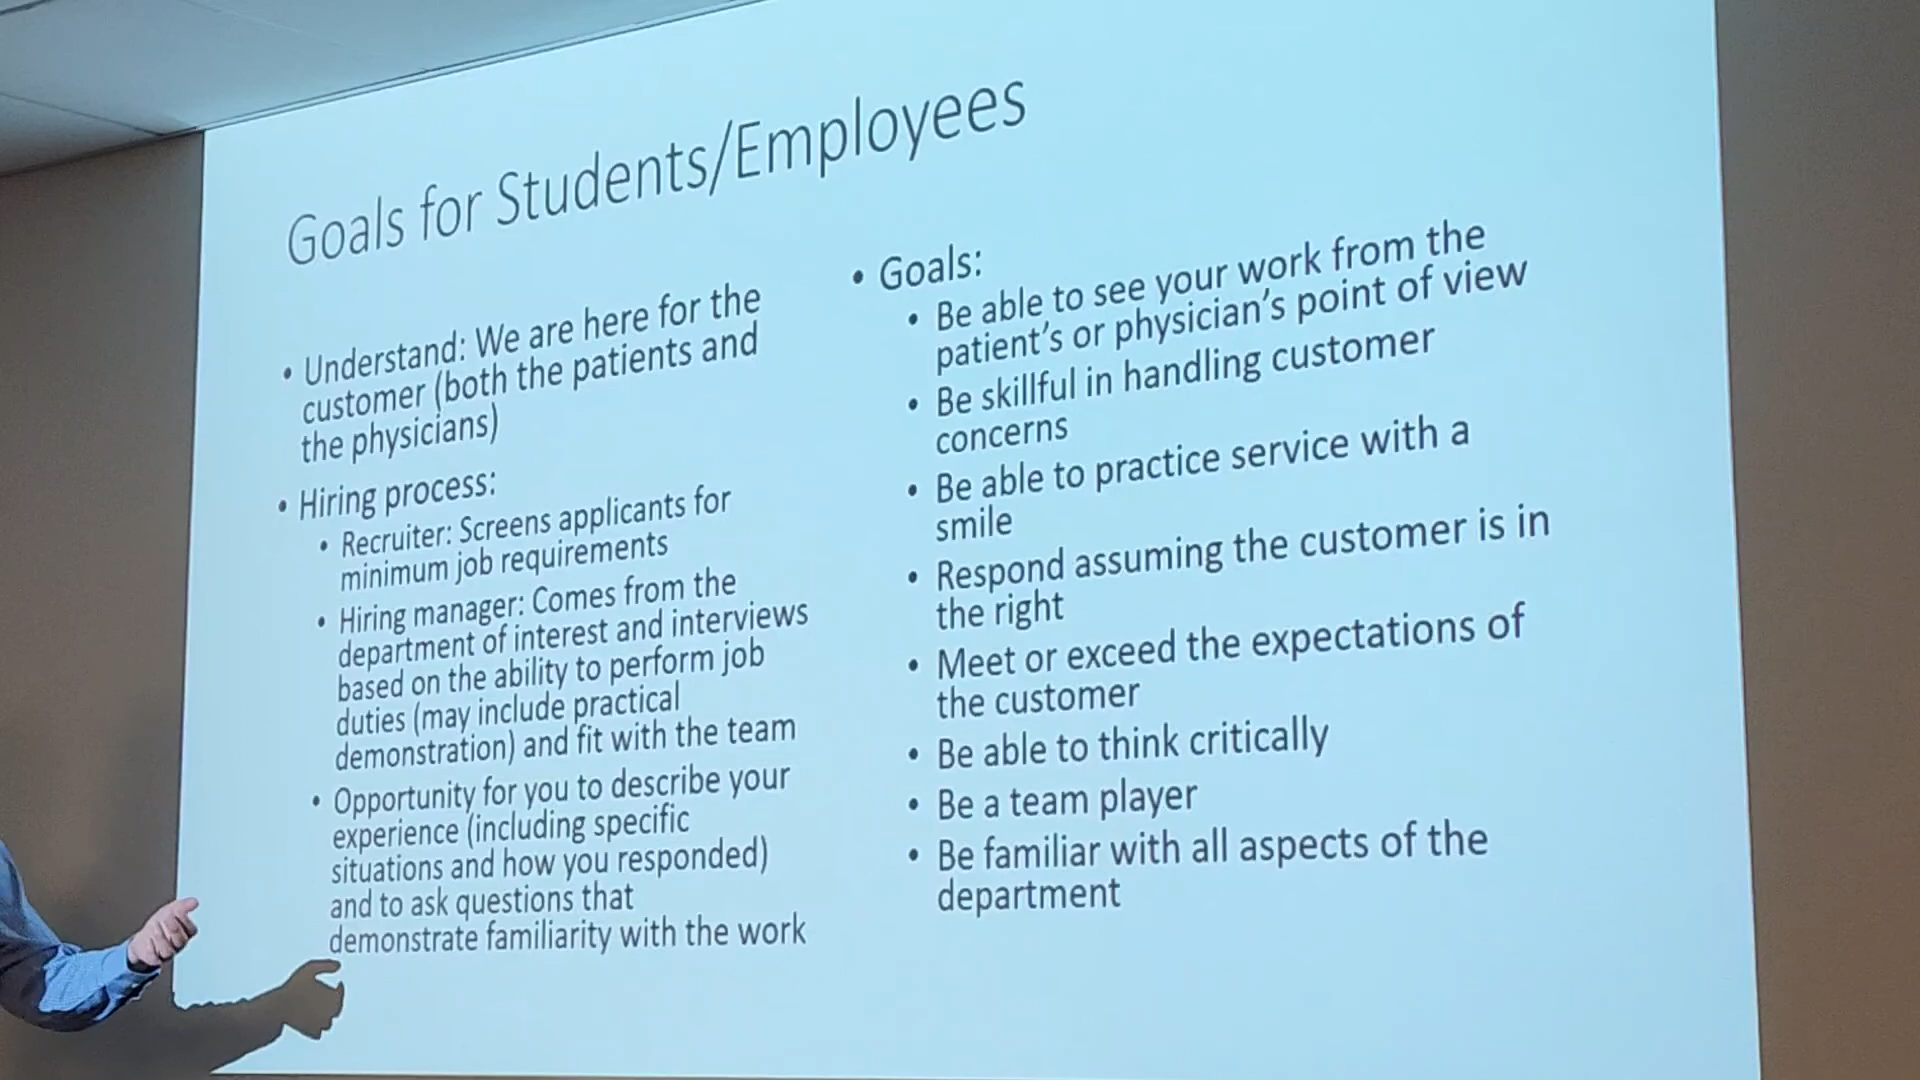 Goals for Students/Employees
• Understand: We are here for the
customer (both the patients and
the physicians)
• Hiring process:
• Recruiter: Screens applicants for
minimum job requirements
• Hiring manager: Comes from the
department of interest and interviews
based on the ability to perform job
duties (may include practical
demonstration) and fit with the team
• Opportunity for you to describe your
experience (including specific
situations and how you responded)
and to ask questions that
demonstrate familiarity with the work
• Goals:
• Be able to see your work from the
patient's or physician's point of view
• Be skillful in handling customer
concerns
• Be able to practice service with a
smile
• Respond assuming the customer is in
the right
• Meet or exceed the expectations of
the customer
• Be able to think critically
• Be a team player
• Be familiar with all aspects of the
department